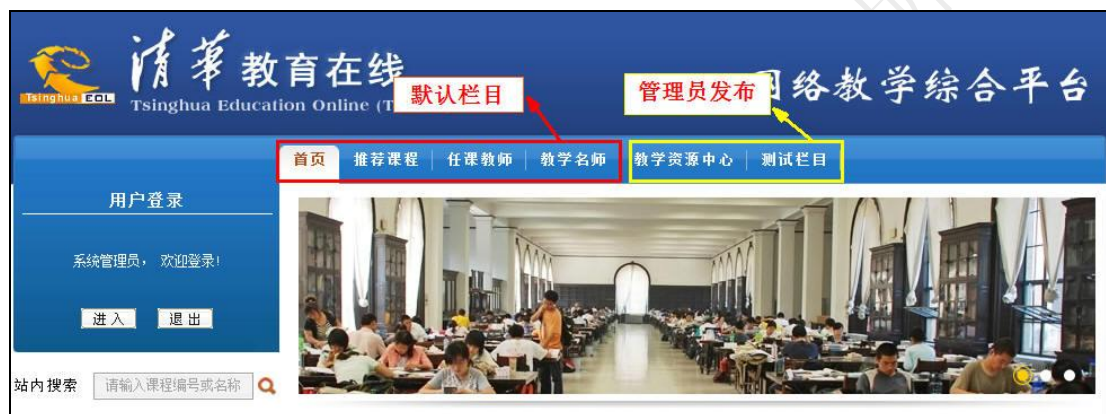 清华
教育在线
Tsinghua EOL
Tsinghua Education Online (T
默认栏目
管理员发布
网络教学综合平台
首页 推荐课程 任课教师 教学名师 教学资源中心 测试栏目
用户登录
系统管理员， 欢迎登录!
进入 退出
站内搜索 请输入课程编号或名称